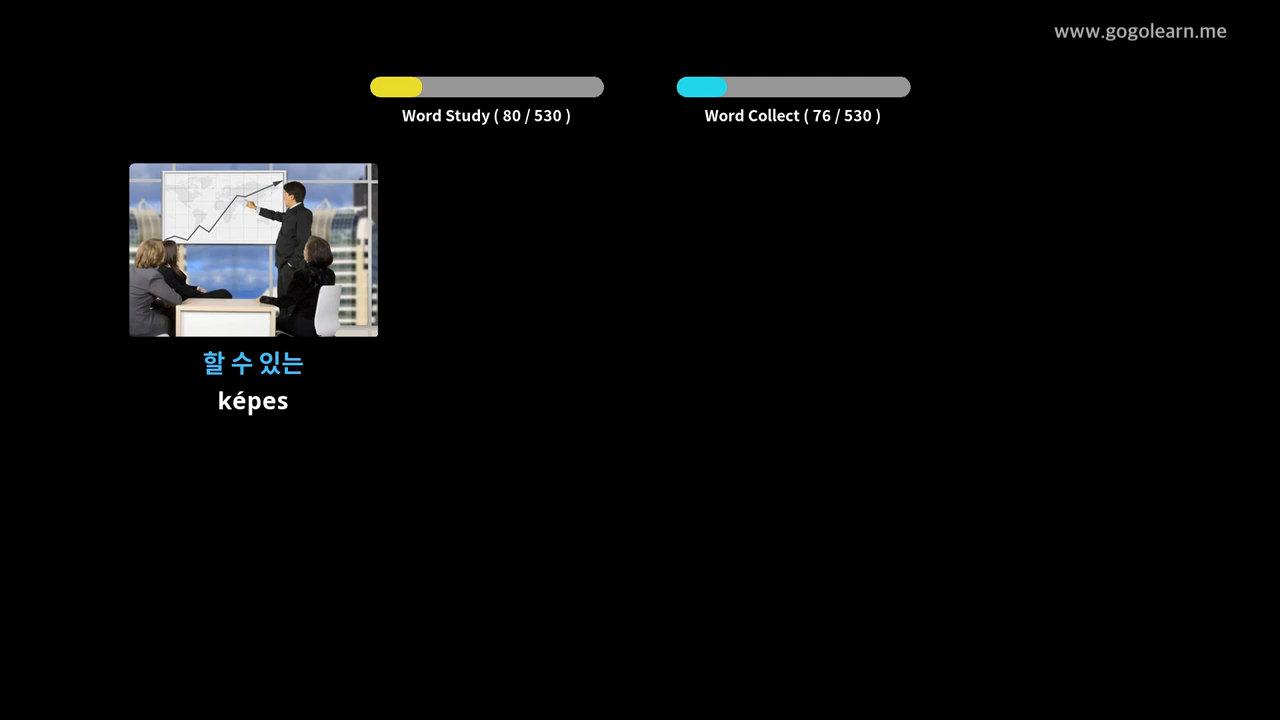 www.gogolearn.me
Word Study ( 80 / 530 )
Word Collect ( 76 / 530 )
할 수 있는
képes